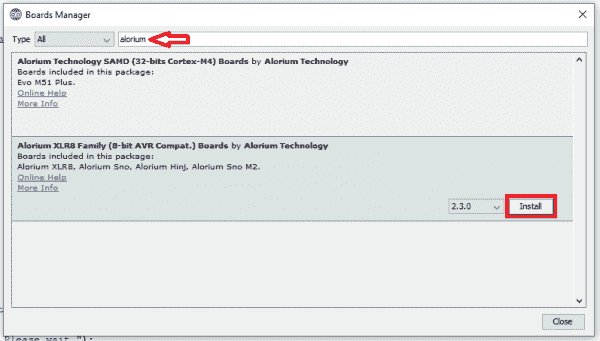 Boards Manager
Type All alorium
Alorium Technology SAMD (32-bits Cortex-M4) Boards by Alorium Technology
Boards included in this package:
Evo M51 Plus.
Online Help
More Info
Alorium XLR8 Family (8-bit AVR Compat.) Boards by Alorium Technology
Boards included in this package:
Alorium XLR8, Alorium Sno, Alorium Hinj, Alorium Sno M2.
Online Help
More Info
2.3.0 Install
Close